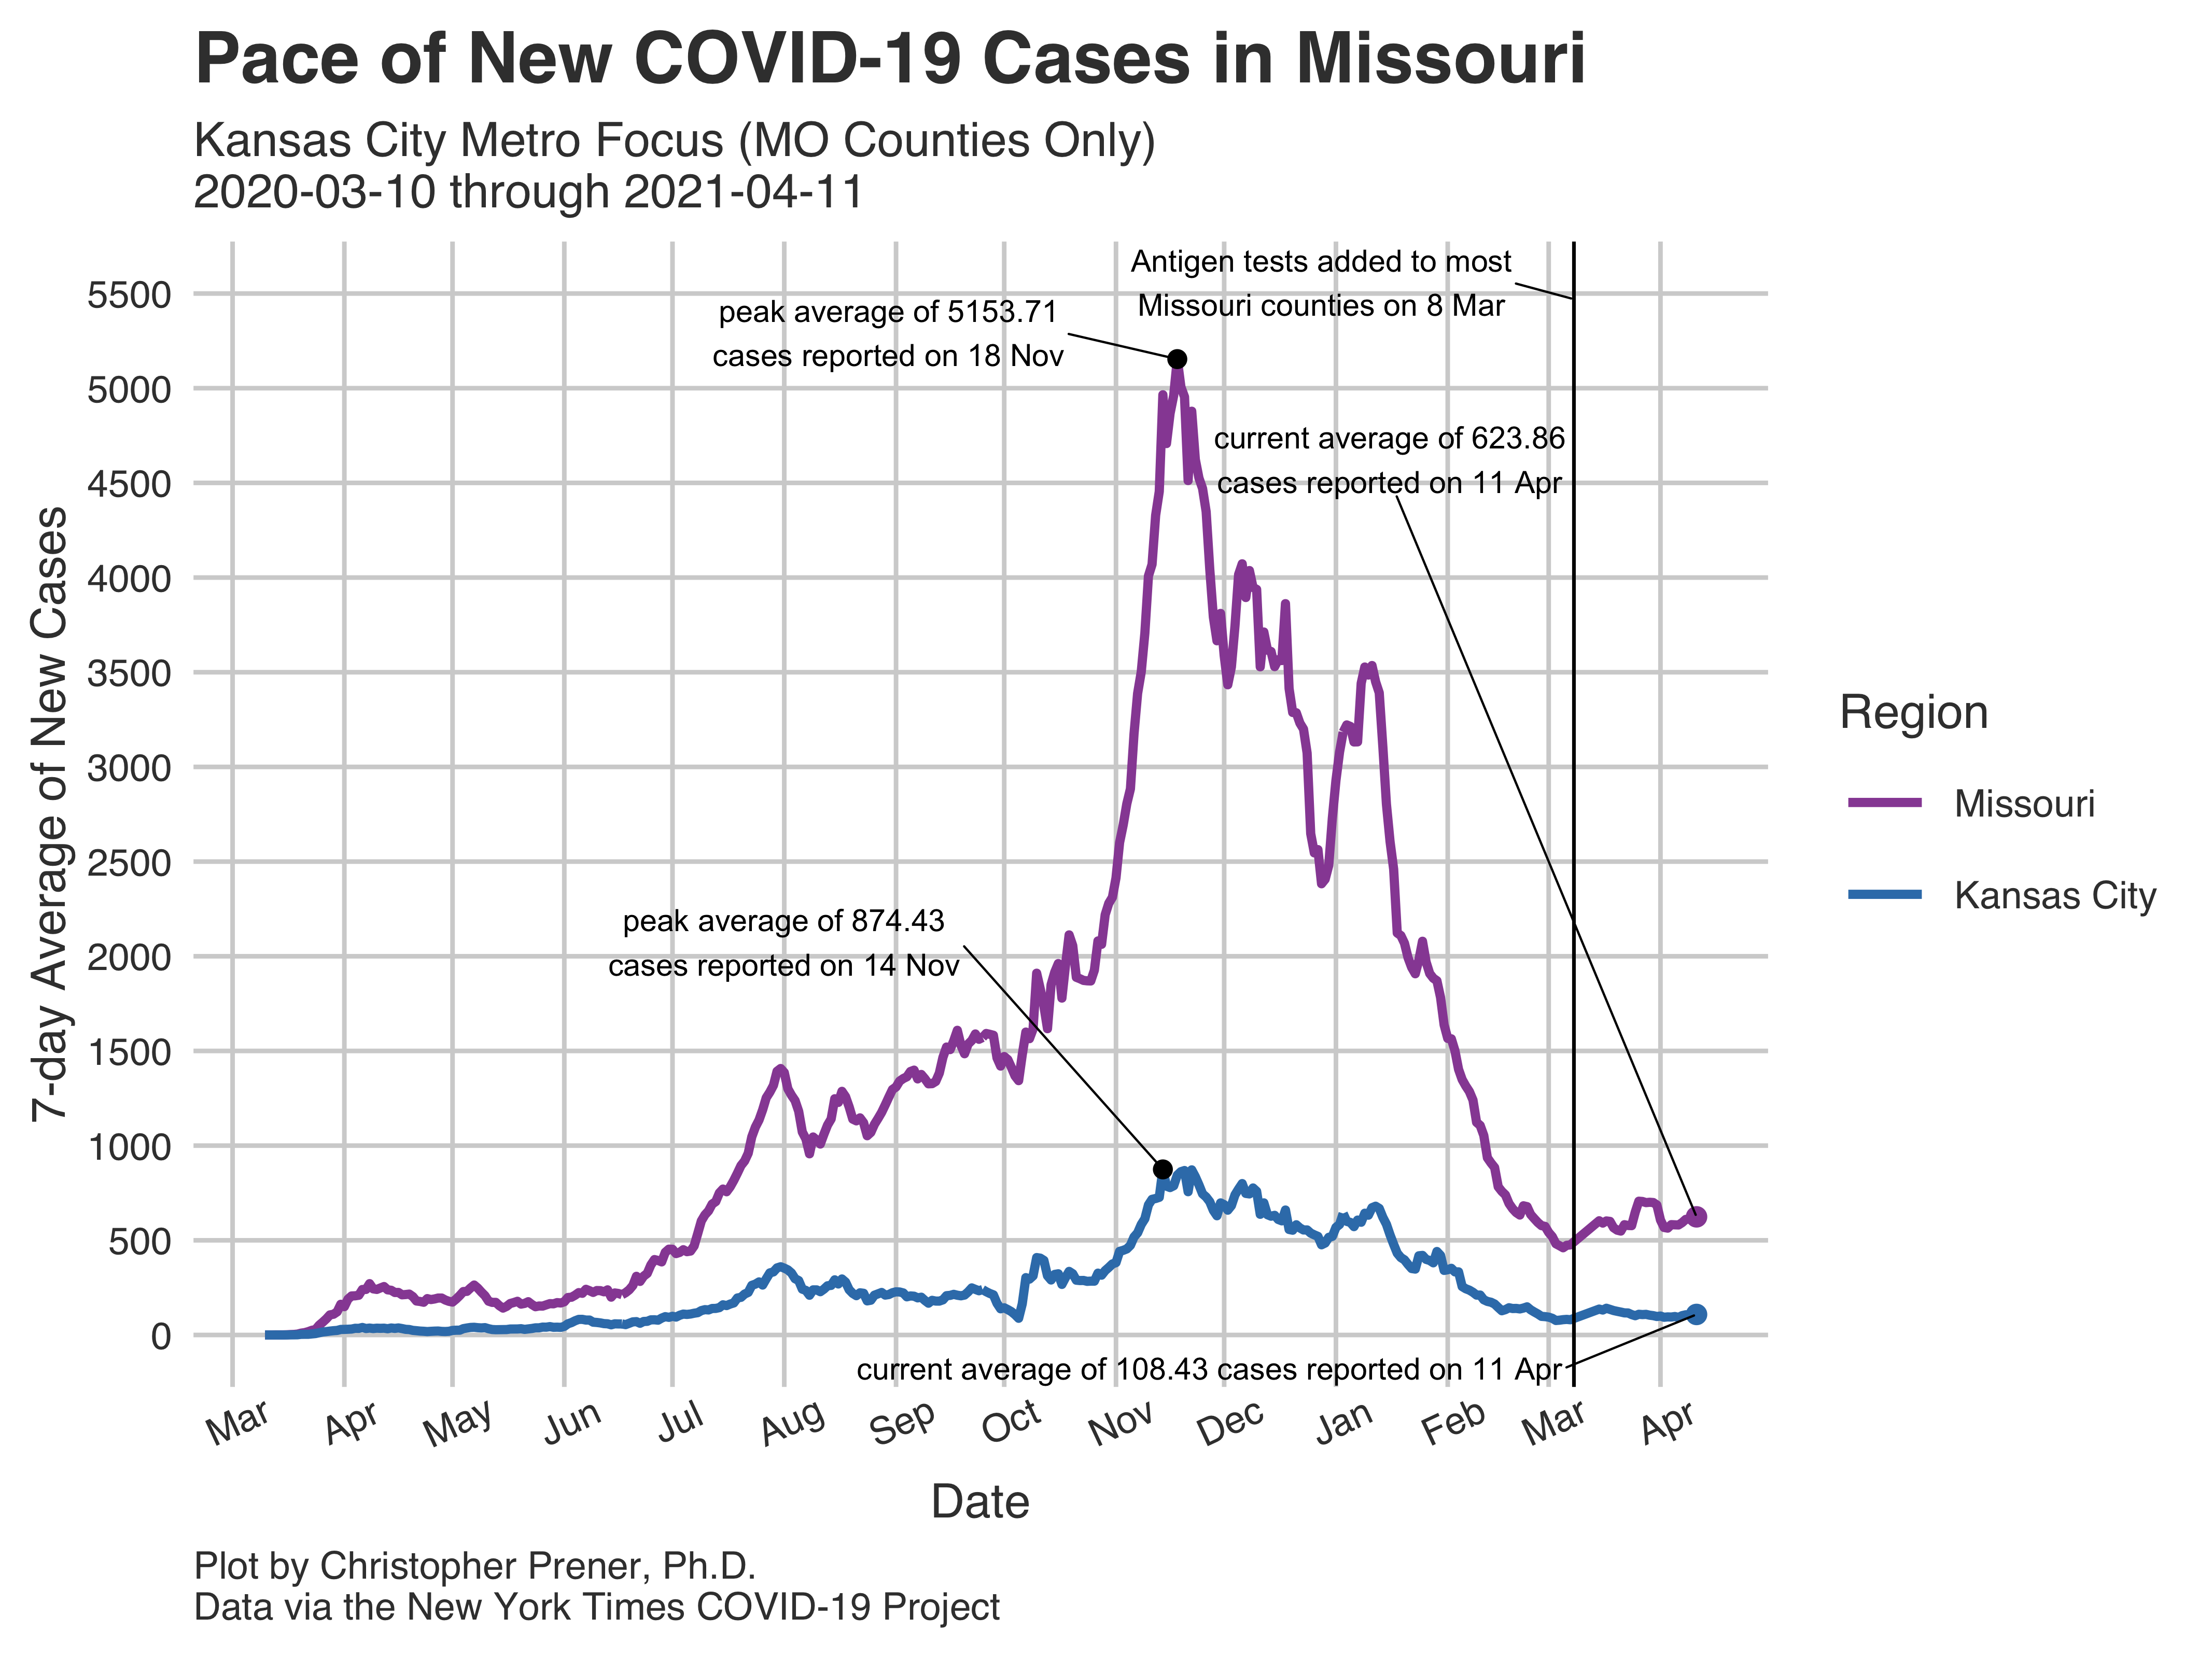 Pace of New COVID-19 Cases in Missouri
Kansas City Metro Focus (MO Counties Only)
2020-03-10 through 2021-04-11
Antigen tests added to most
Missouri counties on 8 Mar
peak average of 5153.71
cases reported on 18 Nov
current average of 623.86
cases reported on 11 Apr
peak average of 874.43
cases reported on 14 Nov
current average of 108.43 cases reported on 11 Apr
7-day Average of New Cases
5500
5000
4500
4000
3500
3000
2500
2000
1500
1000
500
0
Mar Apr May Jun Jul Aug Sep Oct Nov Dec Jan Feb Mar Apr
Date
Region
Missouri
Kansas City
Plot by Christopher Prener, Ph.D.
Data via the New York Times COVID-19 Project